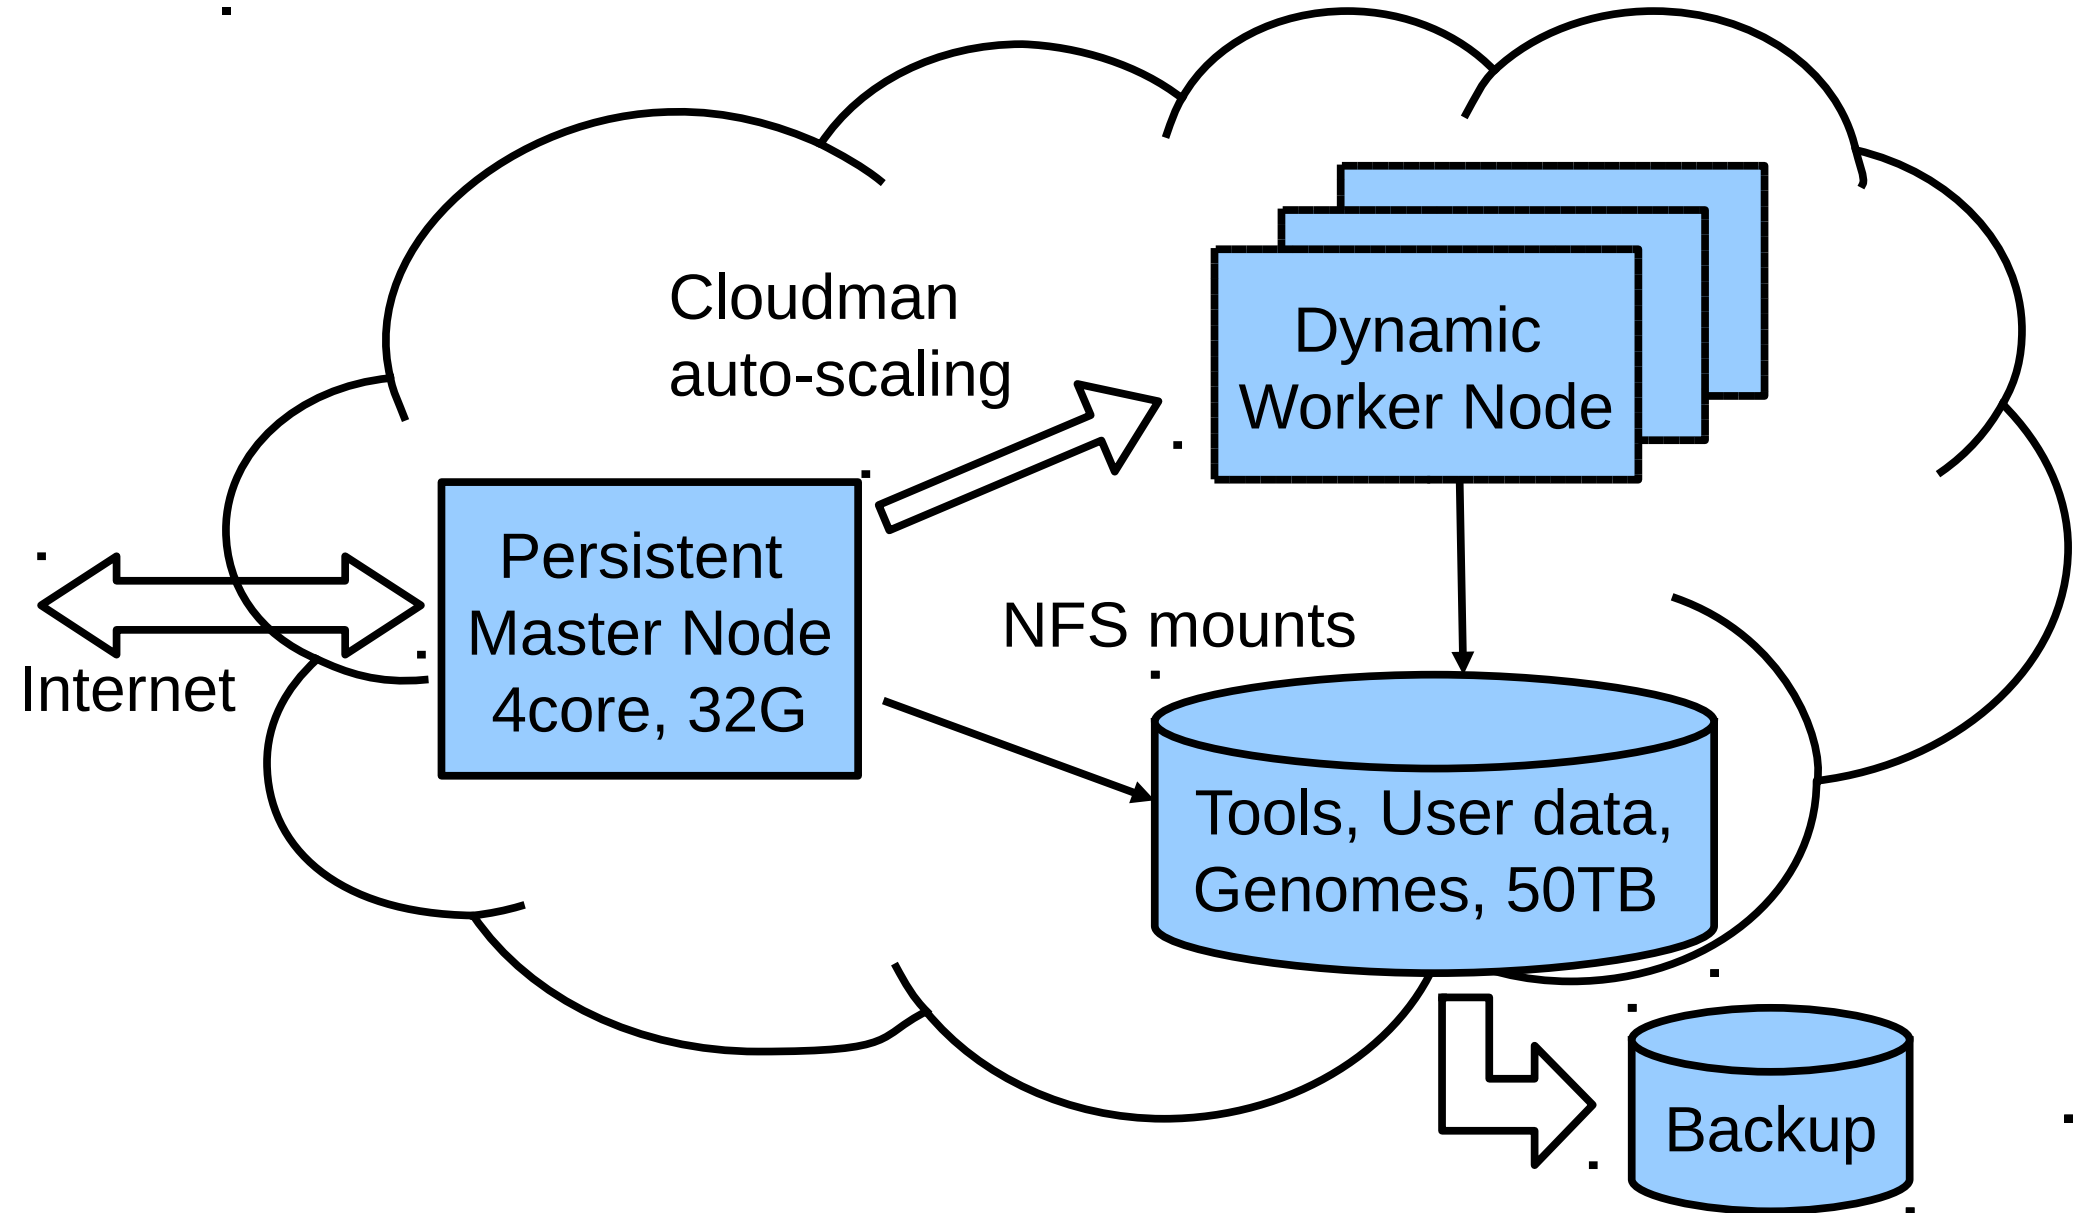 Cloudman
auto-scaling
Dynamic
Worker Node
Persistent
Master Node
4core, 32G
Internet
NFS mounts
Tools, User data,
Genomes, 50TB
Backup